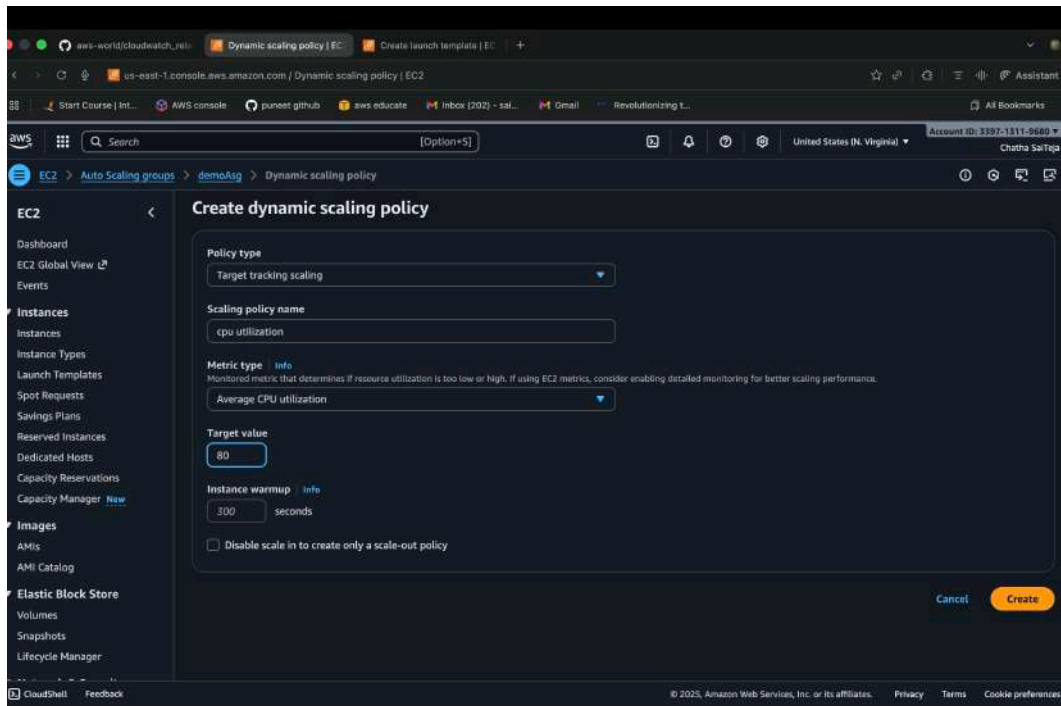 aws-world/cloudwatch_rela
Dynamic scaling policy | EC
Create launch template | EC
us-east-1.console.aws.amazon.com / Dynamic scaling policy | EC2
Assistant
Start Course | Int...
AWS console
puneet github
aws educate
Inbox (202) - sai...
Gmail
Revolutionizing t...
All Bookmarks
aws
Search
[Option+S]
United States (N. Virginia)
Account ID: 3397-1311-9680
Chatha SaiTeja
EC2 > Auto Scaling groups > demoAsg > Dynamic scaling policy
EC2
Dashboard
EC2 Global View
Events
Instances
Instances
Instance Types
Launch Templates
Spot Requests
Savings Plans
Reserved Instances
Dedicated Hosts
Capacity Reservations
Capacity Manager New
Images
AMIs
AMI Catalog
Elastic Block Store
Volumes
Snapshots
Lifecycle Manager
Create dynamic scaling policy
Policy type
Target tracking scaling
Scaling policy name
cpu utilization
Metric type | Info
Monitored metric that determines if resource utilization is too low or high. If using EC2 metrics, consider enabling detailed monitoring for better scaling performance.
Average CPU utilization
Target value
80
Instance warmup | Info
300 seconds
Disable scale in to create only a scale-out policy
Cancel
Create
CloudShell
Feedback
© 2025, Amazon Web Services, Inc. or its affiliates.
Privacy
Terms
Cookie preferences